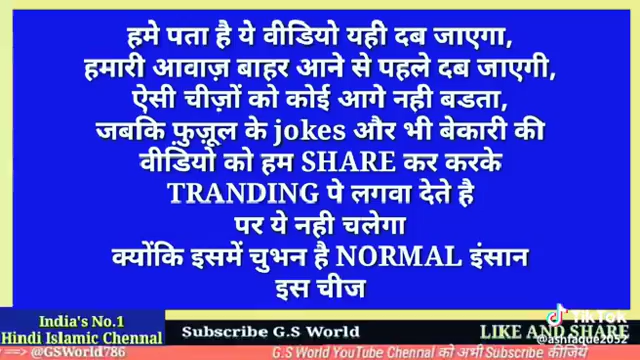 हमे पता है ये वीडियो यही दब जाएगा,
हमारी आवाज़ बाहर आने से पहले दब जाएगी,
ऐसी चीज़ों को कोई आगे नही बडता,
जबकि फ़ुज़ूल के jokes और भी बेकारी की
वीडियो को हम SHARE कर करके
TRANDING पे लगवा देते है
पर ये नही चलेगा
क्योंकि इसमें चुभन है NORMAL इंसान
इस चीज
India's No.1
Hindi Islamic Chennal
Subscribe G.S World
LIKE AND SHARE
TikTok
@ashfaque2052
==> @GSWorld786
G.S World YouTube Chennal को अभी Subscribe कीजिये